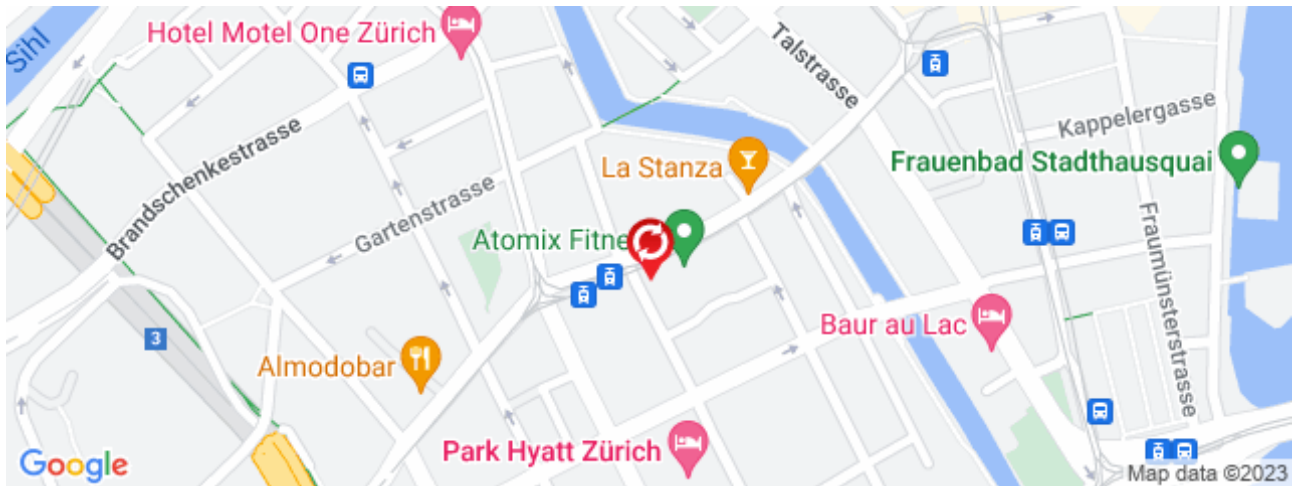 Sihl
Hotel Motel One Zürich
Talstrasse
Kappelergasse
Brandschenkestrasse
La Stanza
Frauenbad Stadthausquai
Gartenstrasse
Atomix Fitne
Fraumünsterstrasse
3
Baur au Lac
Almodobar
Park Hyatt Zürich
Google
Map data ©2023